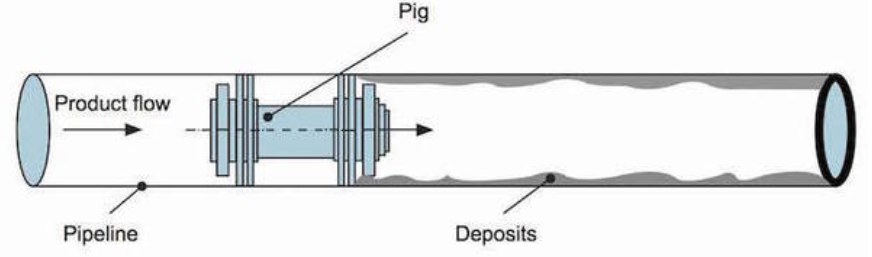 Pig
Product flow
Pipeline
Deposits